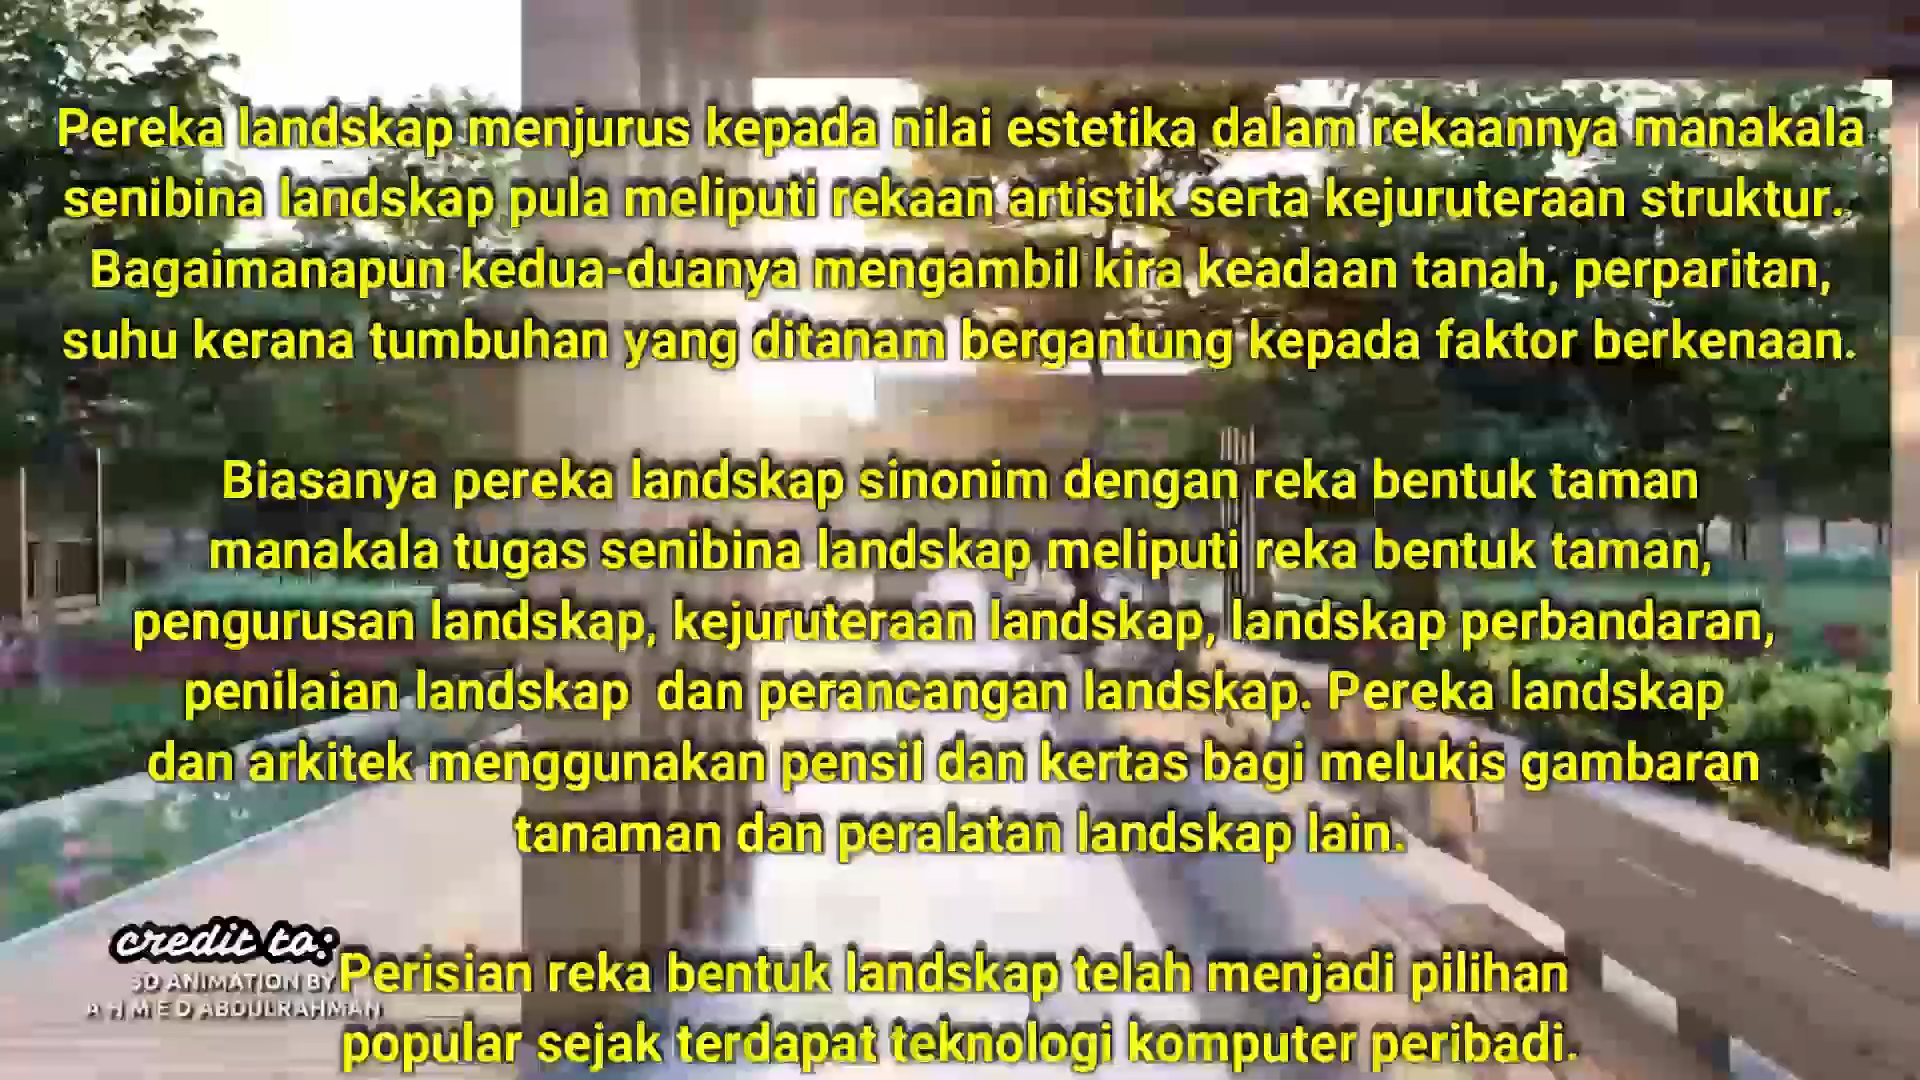 Pereka landskap menjurus kepada nilai estetika dalam rekaannya manakala
senibina landskap pula meliputi rekaan artistik serta kejuruteraan struktur.
Bagaimanapun kedua-duanya mengambil kira keadaan tanah, perparitan,
suhu kerana tumbuhan yang ditanam bergantung kepada faktor berkenaan.
Biasanya pereka landskap sinonim dengan reka bentuk taman
manakala tugas senibina landskap meliputi reka bentuk taman,
pengurusan landskap, kejuruteraan landskap, landskap perbandaran,
penilaian landskap dan perancangan landskap. Pereka landskap
dan arkitek menggunakan pensil dan kertas bagi melukis gambaran
tanaman dan peralatan landskap lain.
credit to:
3D ANIMATION BY
AHMED ABDULRAHMAN
Perisian reka bentuk landskap telah menjadi pilihan
popular sejak terdapat teknologi komputer peribadi.